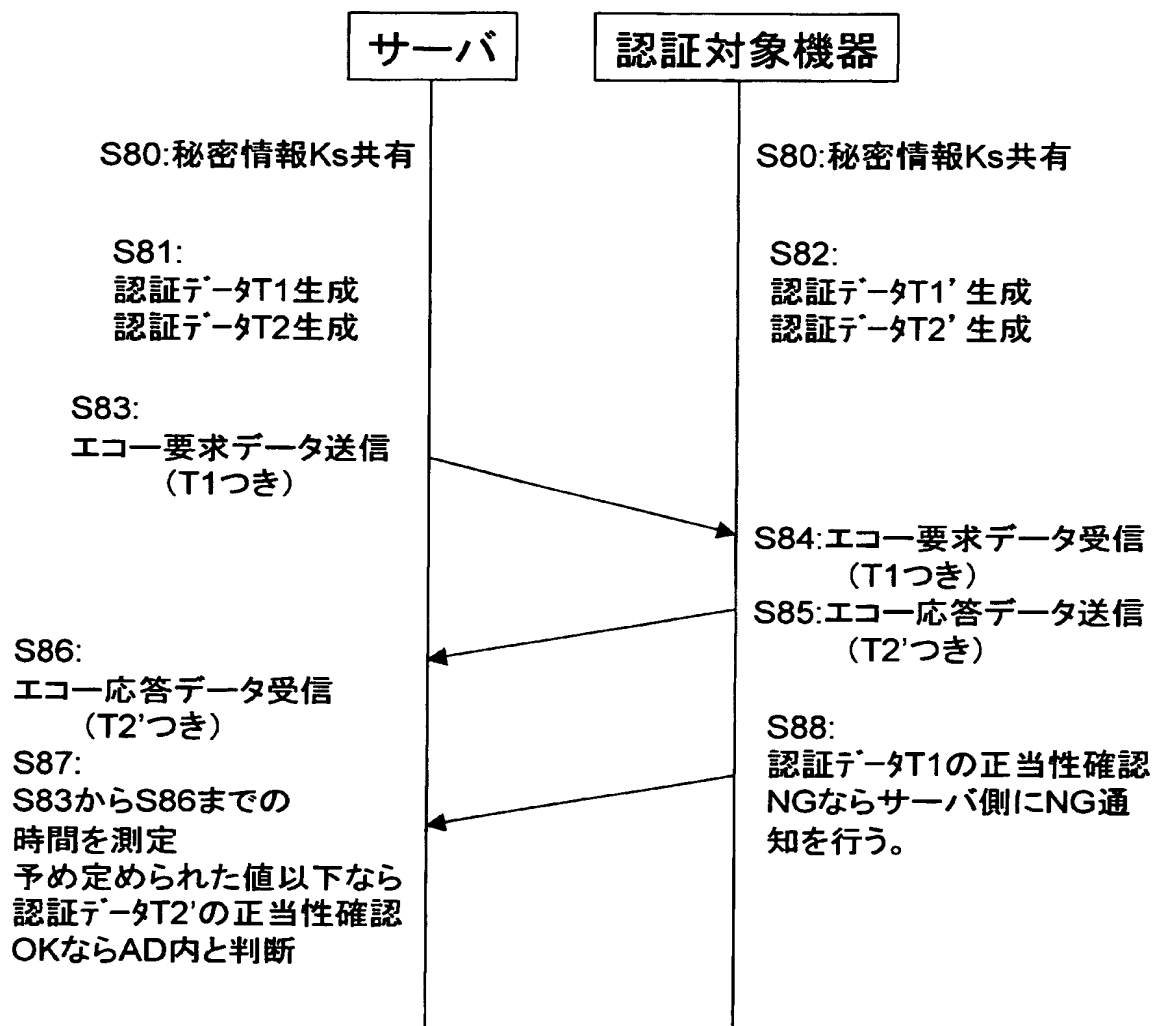 サーバ
認証対象機器
S80:秘密情報Ks共有
S80:秘密情報Ks共有
S81:
認証ﾃﾞｰﾀT1生成
認証ﾃﾞｰﾀT2生成
S82:
認証ﾃﾞｰﾀT1’生成
認証ﾃﾞｰﾀT2’生成
S83:
エコー要求データ送信
(T1つき)
S84:エコー要求データ受信
(T1つき)
S85:エコー応答データ送信
(T2'つき)
S86:
エコー応答データ受信
(T2'つき)
S87:
S83からS86までの
時間を測定
予め定められた値以下なら
認証ﾃﾞｰﾀT2'の正当性確認
OKならAD内と判断
S88:
認証ﾃﾞｰﾀT1の正当性確認
NGならサーバ側にNG通
知を行う。